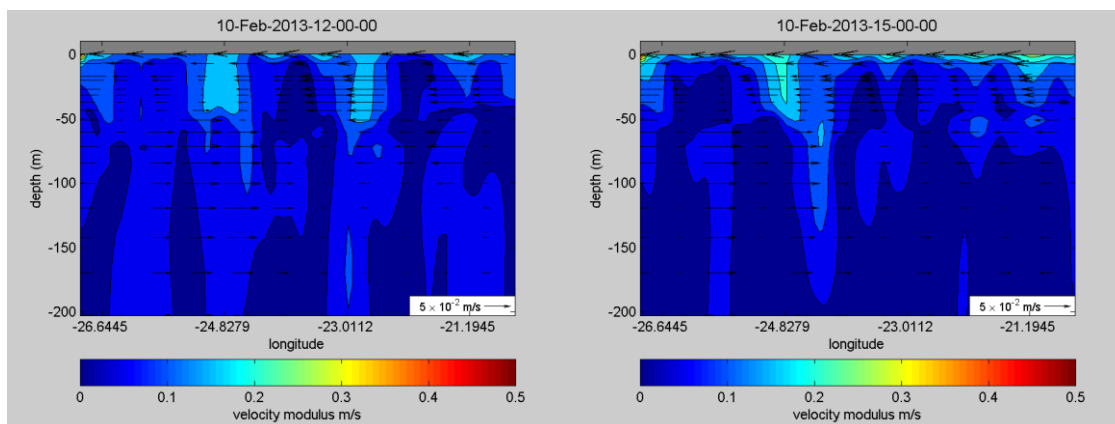 10-Feb-2013-12-00-00
0
-50
-100
-150
-200
depth (m)
5 × 10⁻² m/s
-26.6445 -24.8279 -23.0112 -21.1945
longitude
0 0.1 0.2 0.3 0.4 0.5
velocity modulus m/s
10-Feb-2013-15-00-00
0
-50
-100
-150
-200
depth (m)
5 × 10⁻² m/s
-26.6445 -24.8279 -23.0112 -21.1945
longitude
0 0.1 0.2 0.3 0.4 0.5
velocity modulus m/s